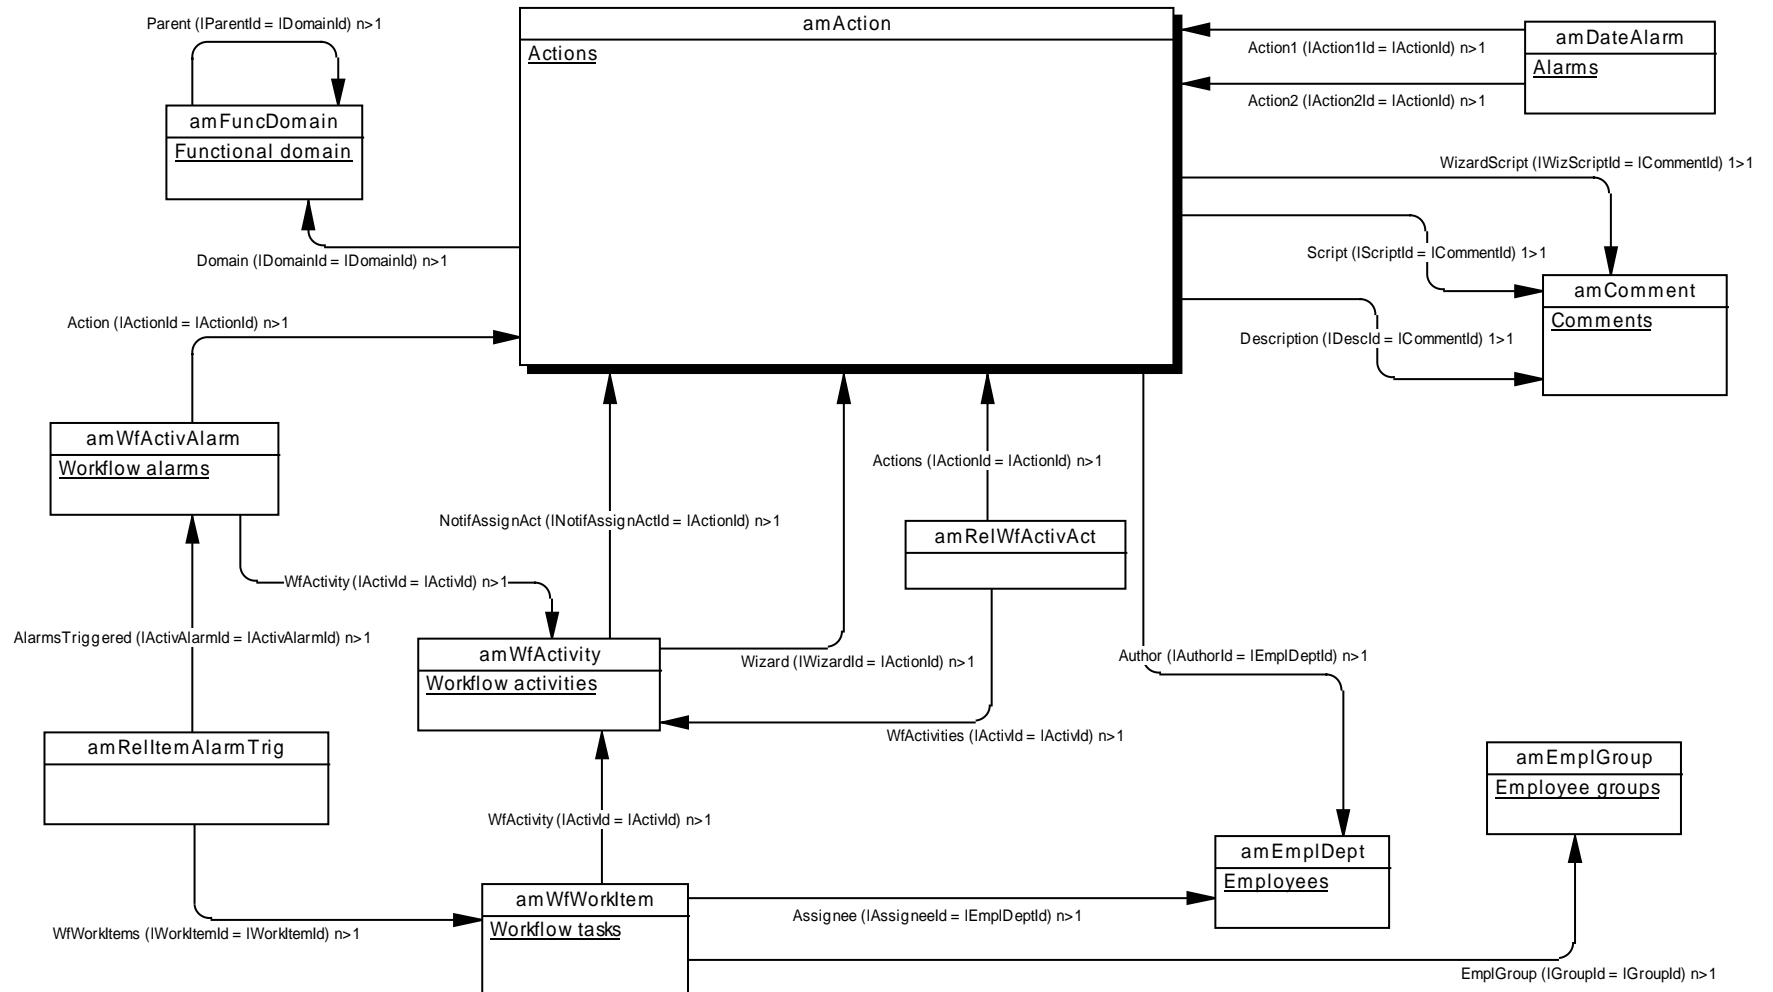 Parent (lParentId = lDomainId) n>1
amAction
Actions
amDateAlarm
Alarms
Action1 (lAction1Id = lActionId) n>1
Action2 (lAction2Id = lActionId) n>1
amFuncDomain
Functional domain
WizardScript (lWizScriptId = lCommentId) 1>1
Domain (lDomainId = lDomainId) n>1
Script (lScriptId = lCommentId) 1>1
amComment
Comments
Action (lActionId = lActionId) n>1
Description (lDescId = lCommentId) 1>1
amWfActivAlarm
Workflow alarms
Actions (lActionId = lActionId) n>1
NotifAssignAct (lNotifAssignActId = lActionId) n>1
amRelWfActivAct
WfActivity (lActivId = lActivId) n>1
AlarmsTriggered (lActivAlarmId = lActivAlarmId) n>1
amWfActivity
Workflow activities
Wizard (lWizardId = lActionId) n>1
Author (lAuthorId = lEmplDeptId) n>1
WfActivities (lActivId = lActivId) n>1
amRelItemAlarmTrig
amEmplGroup
Employee groups
WfActivity (lActivId = lActivId) n>1
amEmplDept
Employees
amWfWorkItem
Workflow tasks
Assignee (lAssigneeId = lEmplDeptId) n>1
WfWorkItems (lWorkItemId = lWorkItemId) n>1
EmplGroup (lGroupId = lGroupId) n>1